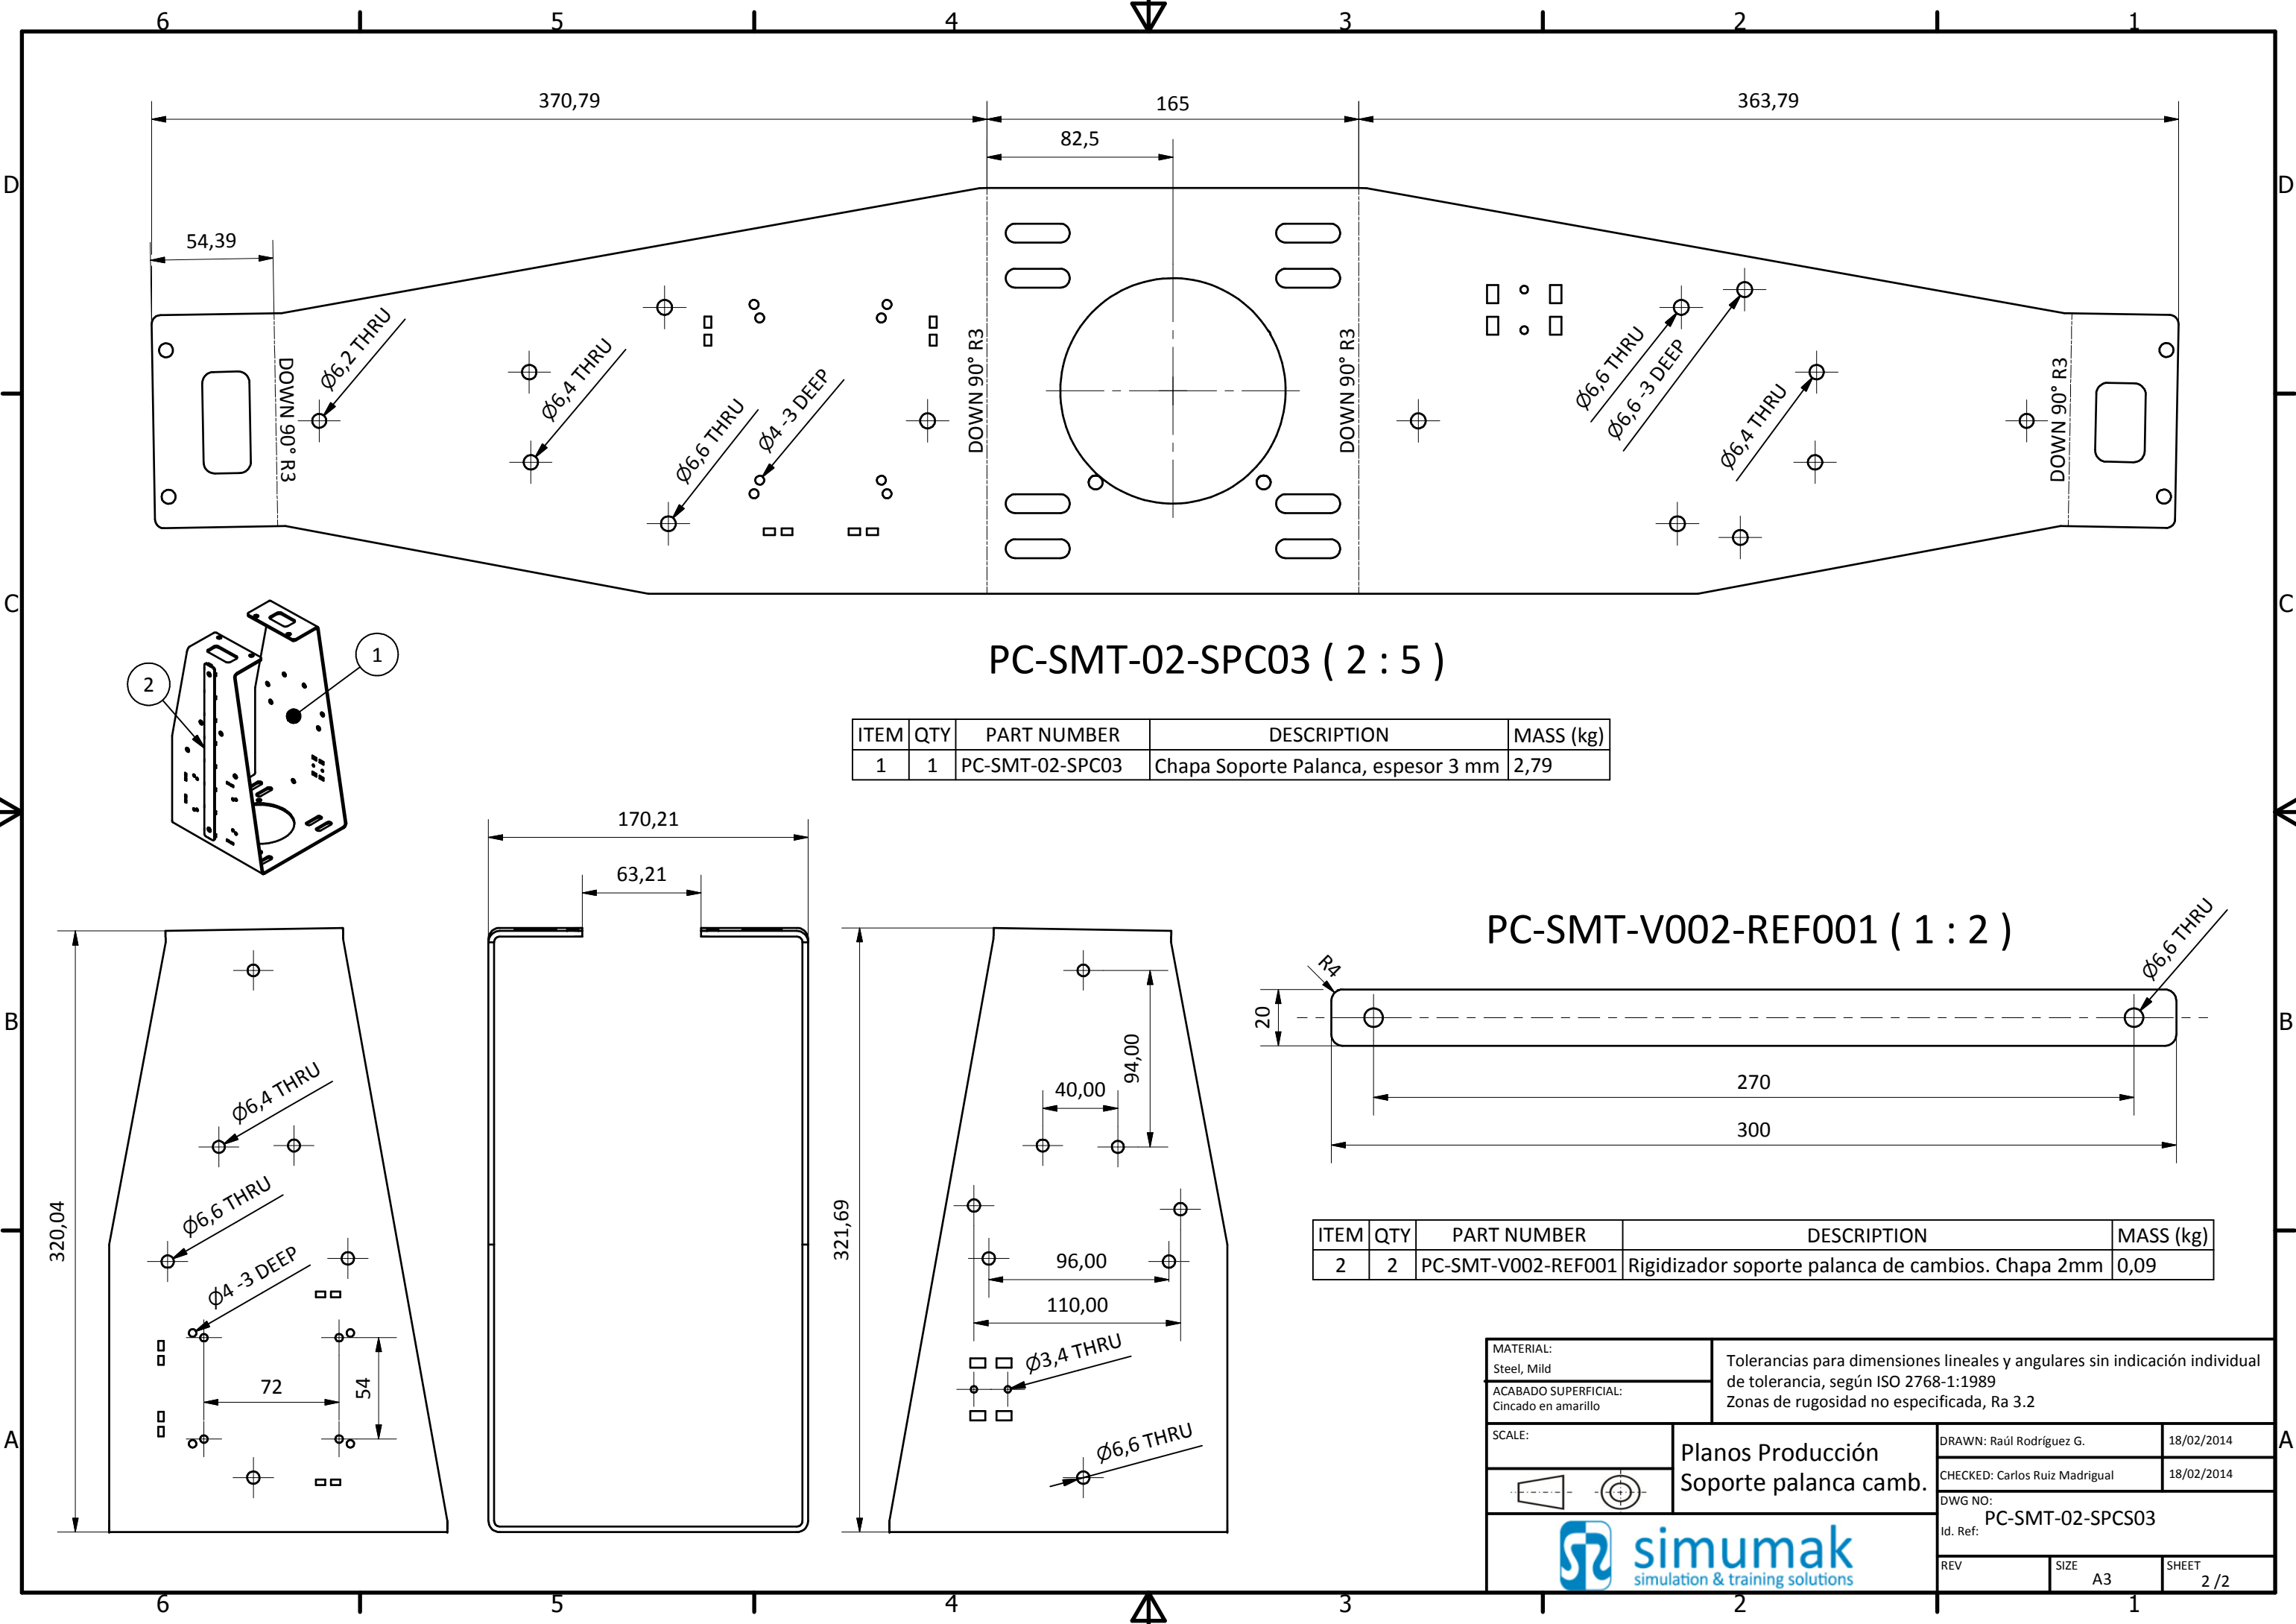 6 5 4 3 2 1
D D
C C
B B
A A
370,79
165
363,79
82,5
54,39
DOWN 90° R3
Ø6,2 THRU
Ø6,4 THRU
Ø6,6 THRU
Ø4 -3 DEEP
DOWN 90° R3
DOWN 90° R3
Ø6,6 THRU
Ø6,6 -3 DEEP
Ø6,4 THRU
DOWN 90° R3
PC-SMT-02-SPC03 ( 2 : 5 )
1
2
ITEM QTY PART NUMBER DESCRIPTION MASS (kg)
1 1 PC-SMT-02-SPC03 Chapa Soporte Palanca, espesor 3 mm 2,79
320,04
Ø6,4 THRU
Ø6,6 THRU
Ø4 -3 DEEP
72
54
170,21
63,21
321,69
94,00
40,00
96,00
110,00
Ø3,4 THRU
Ø6,6 THRU
PC-SMT-V002-REF001 ( 1 : 2 )
R4
Ø6,6 THRU
20
270
300
ITEM QTY PART NUMBER DESCRIPTION MASS (kg)
2 2 PC-SMT-V002-REF001 Rigidizador soporte palanca de cambios. Chapa 2mm 0,09
MATERIAL:
Steel, Mild
ACABADO SUPERFICIAL:
Cincado en amarillo
Tolerancias para dimensiones lineales y angulares sin indicación individual
de tolerancia, según ISO 2768-1:1989
Zonas de rugosidad no especificada, Ra 3.2
SCALE:
Planos Producción
Soporte palanca camb.
DRAWN: Raúl Rodríguez G. 18/02/2014
CHECKED: Carlos Ruiz Madrigual 18/02/2014
DWG NO:
Id. Ref: PC-SMT-02-SPCS03
REV
SIZE
A3
SHEET
2 /2
simumak
simulation & training solutions
6 5 4 3 2 1